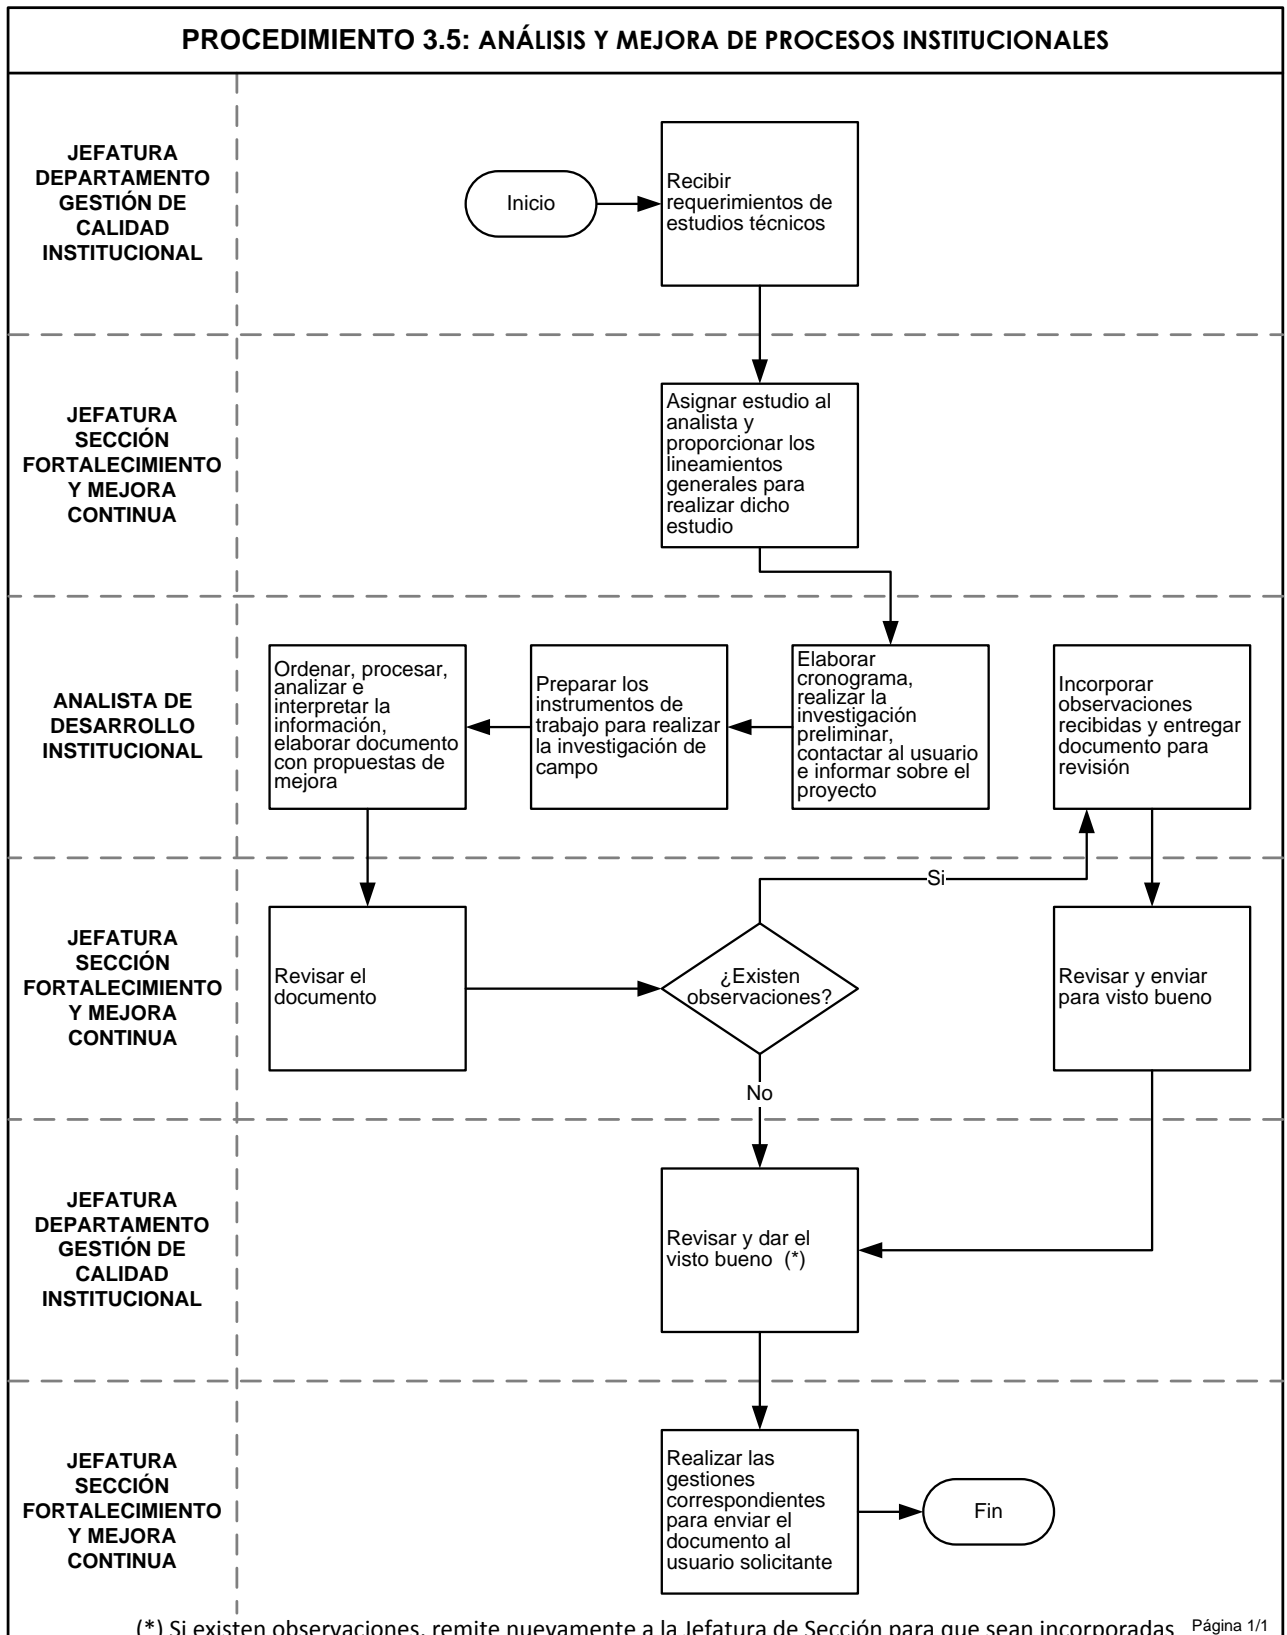 PROCEDIMIENTO 3.5: ANÁLISIS Y MEJORA DE PROCESOS INSTITUCIONALES
JEFATURA
DEPARTAMENTO
GESTIÓN DE
CALIDAD
INSTITUCIONAL
Inicio
Recibir
requerimientos de
estudios técnicos
JEFATURA
SECCIÓN
FORTALECIMIENTO
Y MEJORA
CONTINUA
Asignar estudio al
analista y
proporcionar los
lineamientos
generales para
realizar dicho
estudio
ANALISTA DE
DESARROLLO
INSTITUCIONAL
Ordenar, procesar,
analizar e
interpretar la
información,
elaborar documento
con propuestas de
mejora
Preparar los
instrumentos de
trabajo para realizar
la investigación de
campo
Elaborar
cronograma,
realizar la
investigación
preliminar,
contactar al usuario
e informar sobre el
proyecto
Incorporar
observaciones
recibidas y entregar
documento para
revisión
JEFATURA
SECCIÓN
FORTALECIMIENTO
Y MEJORA
CONTINUA
Revisar el
documento
¿Existen
observaciones?
Si
No
Revisar y enviar
para visto bueno
JEFATURA
DEPARTAMENTO
GESTIÓN DE
CALIDAD
INSTITUCIONAL
Revisar y dar el
visto bueno (*)
JEFATURA
SECCIÓN
FORTALECIMIENTO
Y MEJORA
CONTINUA
Realizar las
gestiones
correspondientes
para enviar el
documento al
usuario solicitante
Fin
(*) Si existen observaciones, remite nuevamente a la Jefatura de Sección para que sean incorporadas
Página 1/1